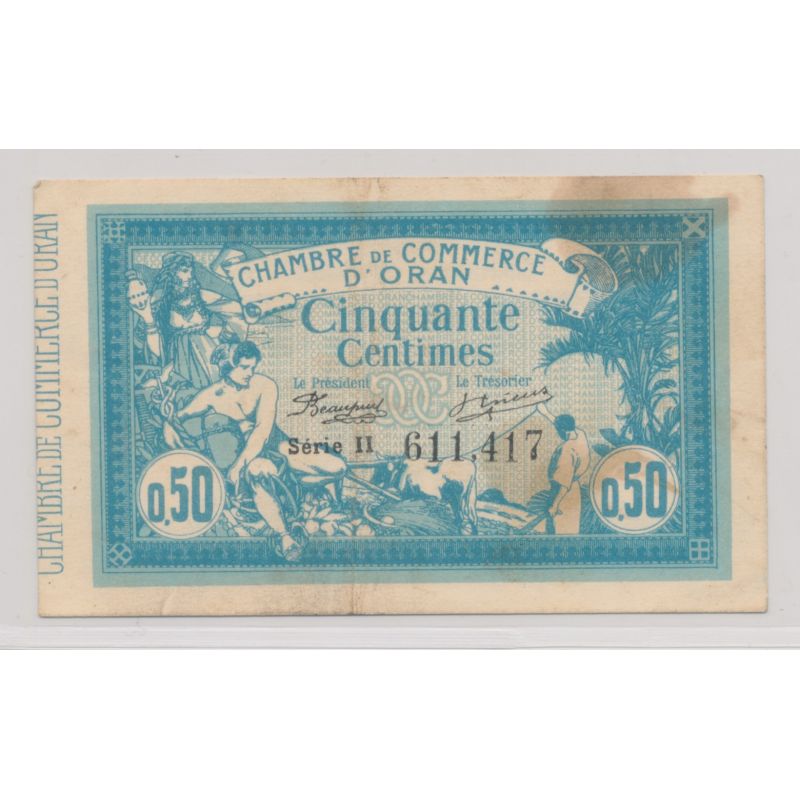 CHAMBRE DE COMMERCE D'ORAN
CHAMBRE DE COMMERCE
D'ORAN
Cinquante
Centimes
Le Président Le Trésorier
Série II 611,417
0,50 0,50